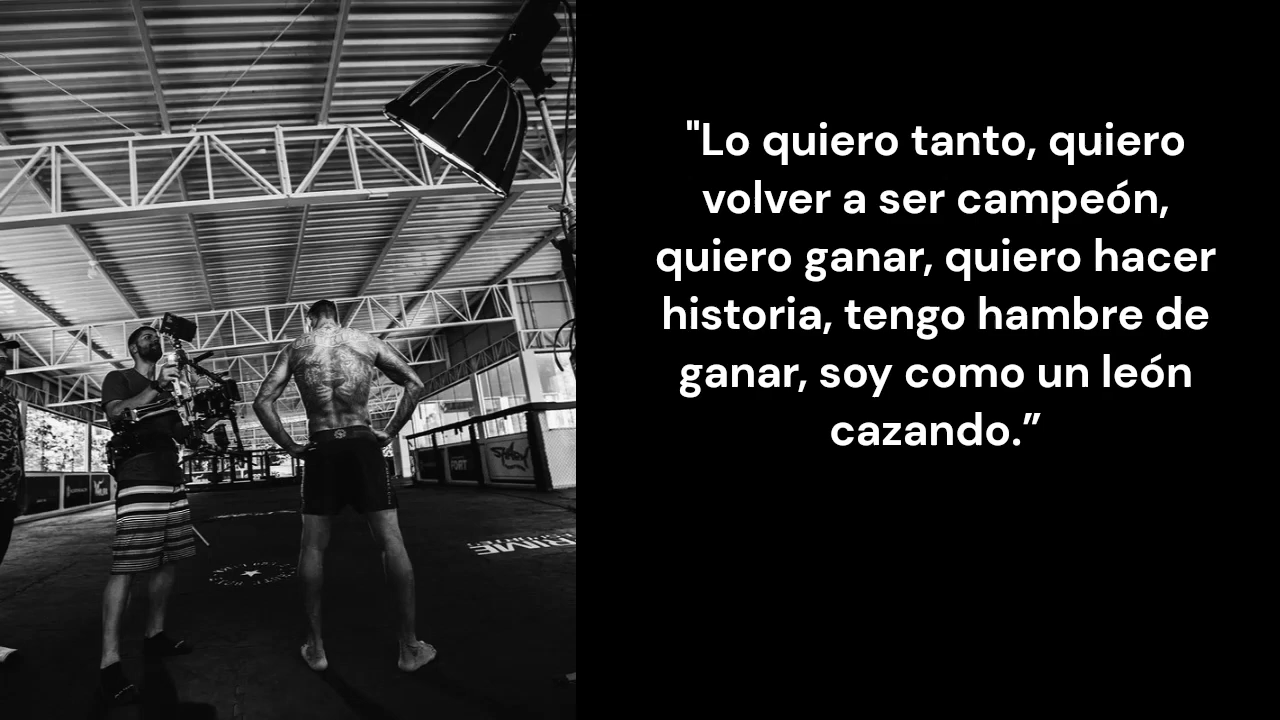 "Lo quiero tanto, quiero
volver a ser campeón,
quiero ganar, quiero hacer
historia, tengo hambre de
ganar, soy como un león
cazando.”